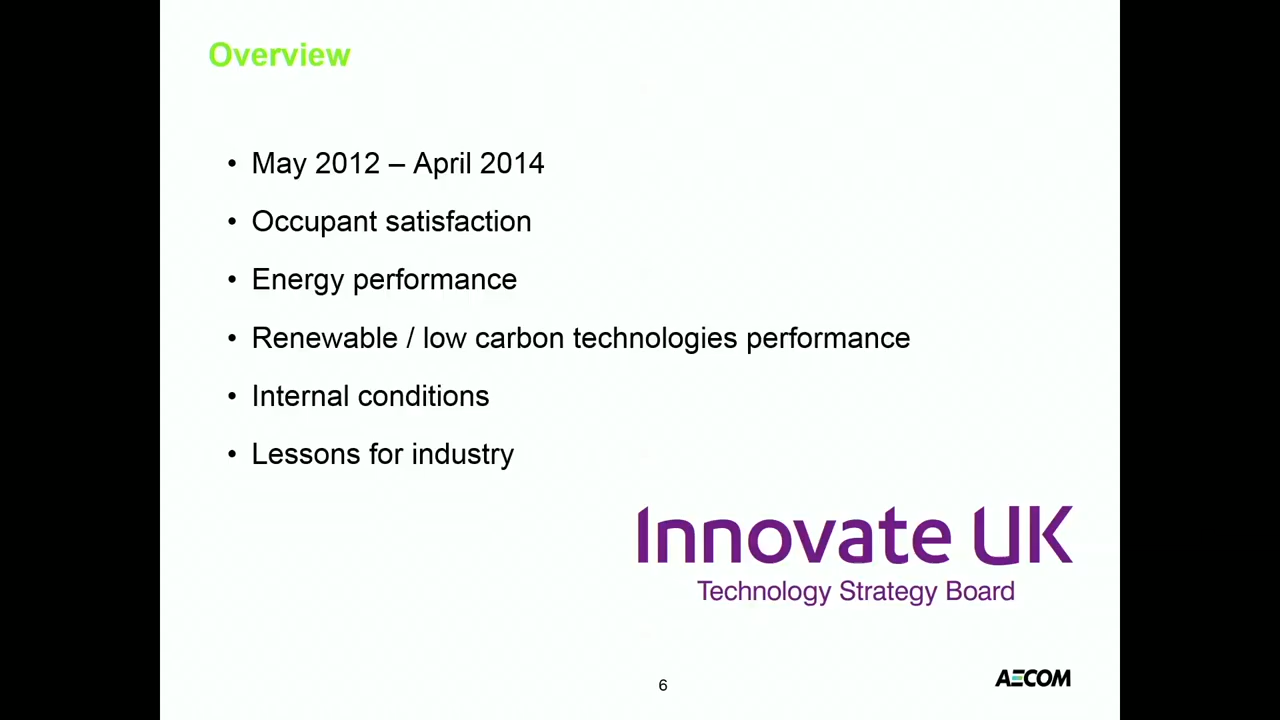 Overview
• May 2012 – April 2014
• Occupant satisfaction
• Energy performance
• Renewable / low carbon technologies performance
• Internal conditions
• Lessons for industry
Innovate UK
Technology Strategy Board
6
AECOM